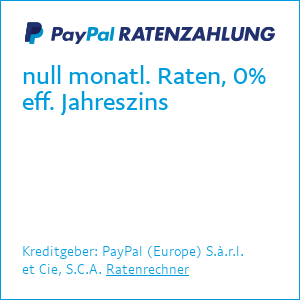 PayPal RATENZAHLUNG
null monatl. Raten, 0%
eff. Jahreszins
Kreditgeber: PayPal (Europe) S.à.r.l.
et Cie, S.C.A. Ratenrechner